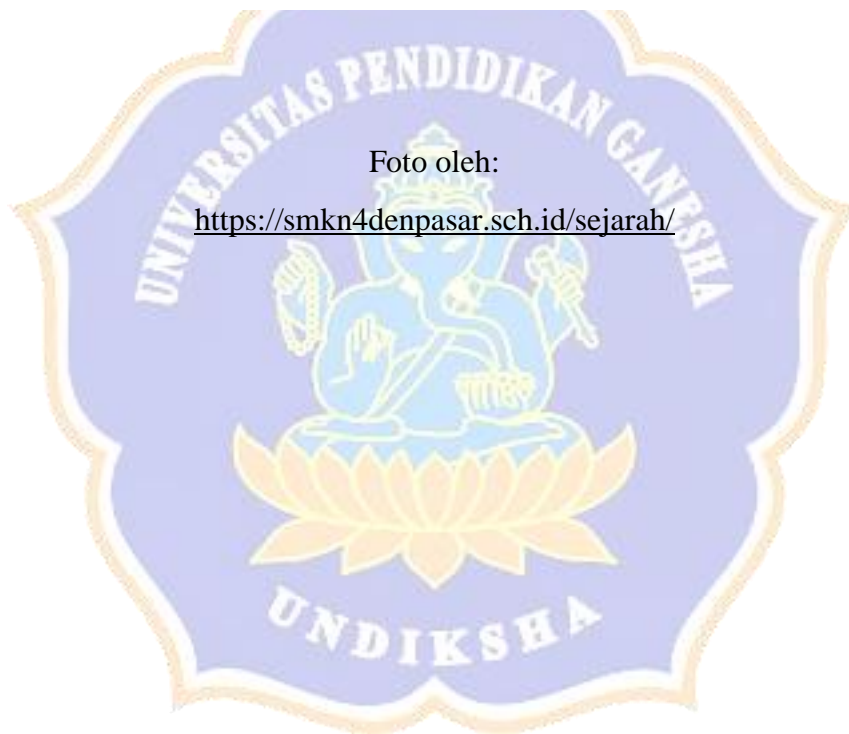 UNIVERSITAS PENDIDIKAN GANESHA
Foto oleh:
https://smkn4denpasar.sch.id/sejarah/
UNDIKSHA